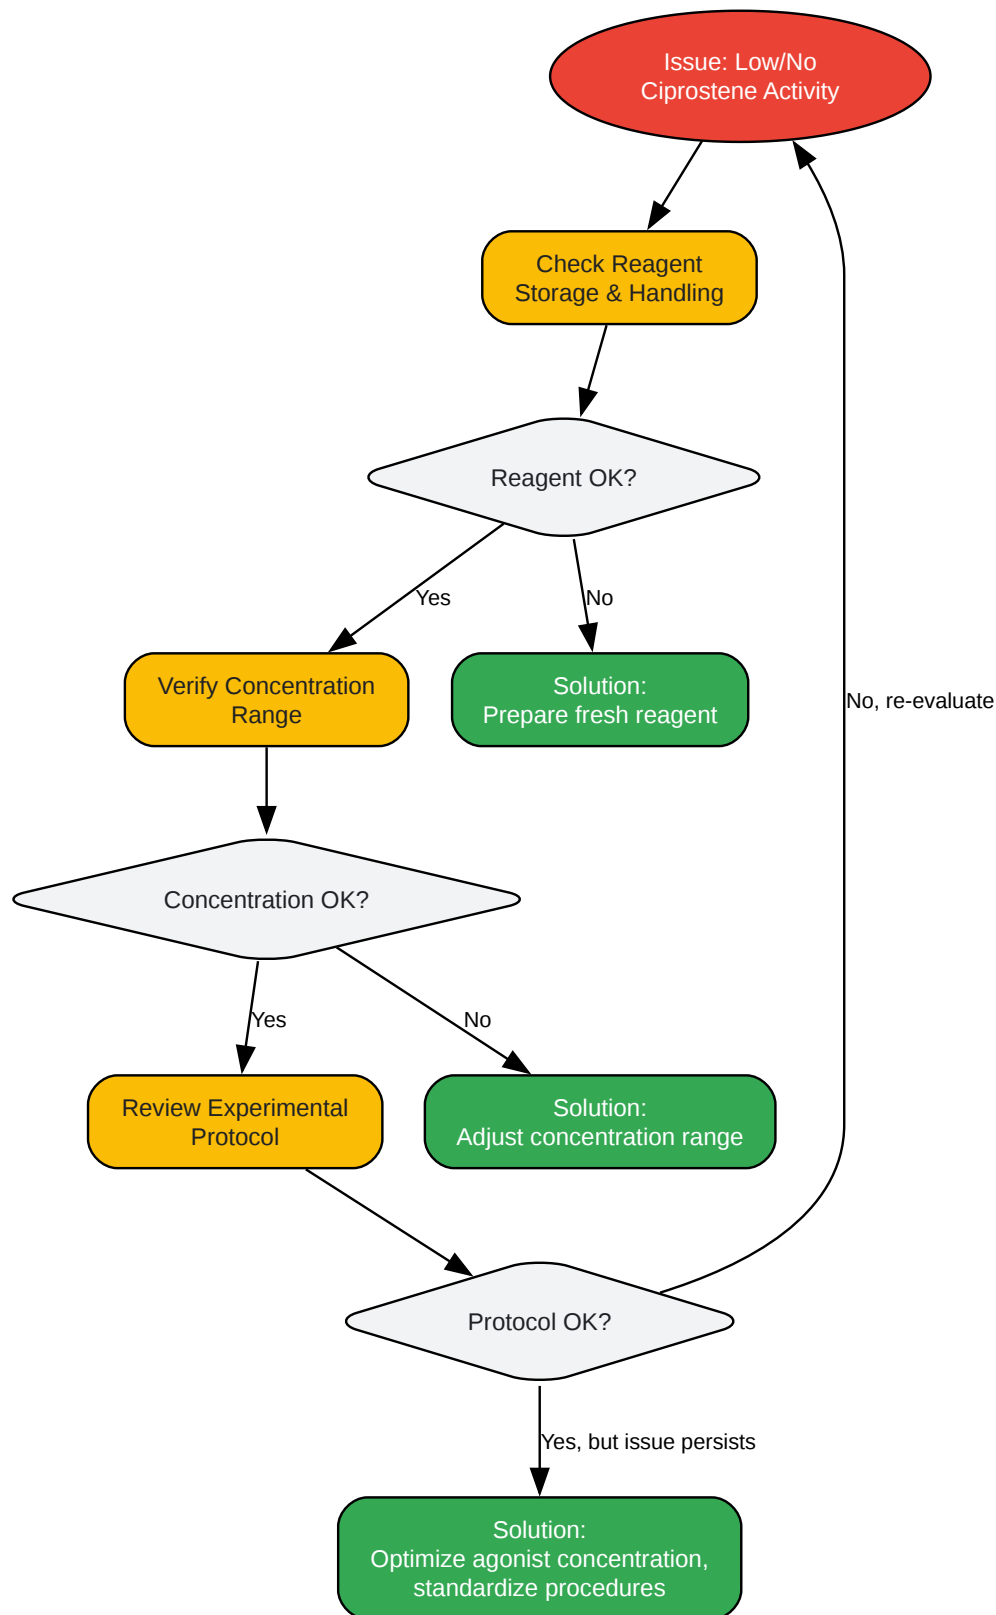 Issue: Low/No
Ciprostene Activity
Check Reagent
Storage & Handling
Reagent OK?
Yes
No
Verify Concentration
Range
Solution:
Prepare fresh reagent
No, re-evaluate
Concentration OK?
Yes
No
Review Experimental
Protocol
Solution:
Adjust concentration range
Protocol OK?
Yes, but issue persists
Solution:
Optimize agonist concentration,
standardize procedures